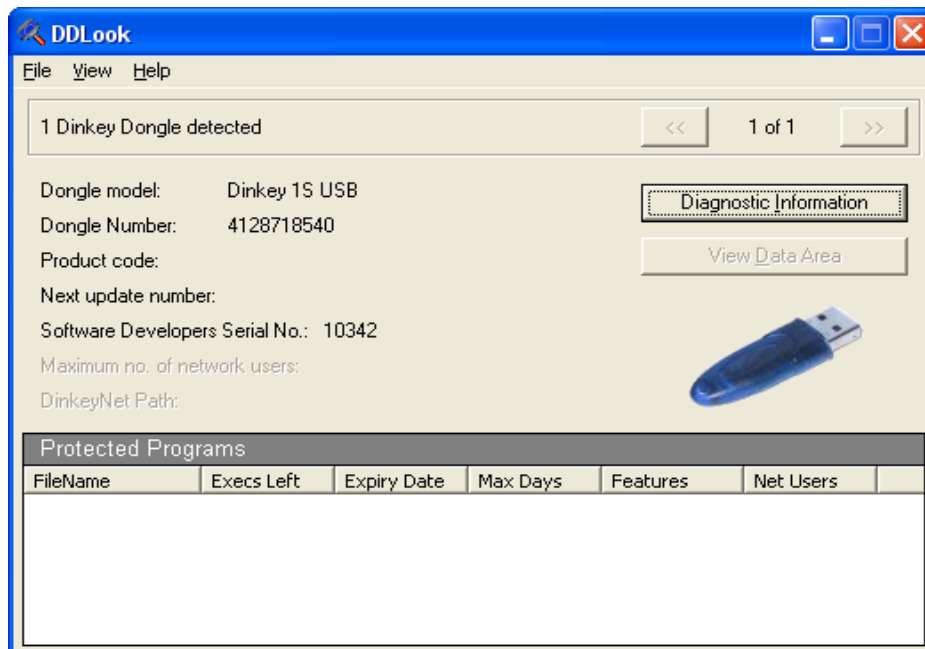 DDLook
File View Help
1 Dinkey Dongle detected << 1 of 1 >>
Dongle model: Dinkey 1S USB
Diagnostic Information
Dongle Number: 4128718540
Product code:
View Data Area
Next update number:
Software Developers Serial No.: 10342
Maximum no. of network users:
DinkeyNet Path:
Protected Programs
FileName Execs Left Expiry Date Max Days Features Net Users